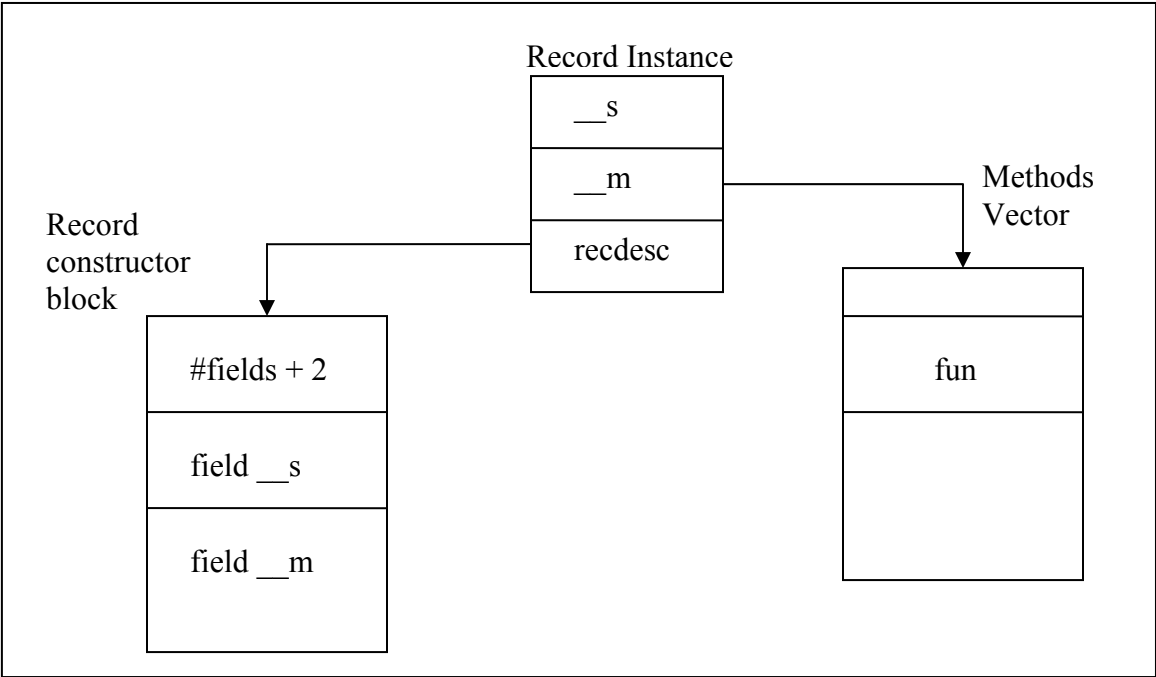 Record Instance
__s
__m
recdesc
Methods
Vector
fun
Record
constructor
block
#fields + 2
field __s
field __m